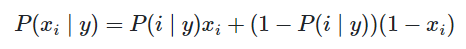 P(x_i | y) = P(i | y)x_i + (1 − P(i | y))(1 − x_i)